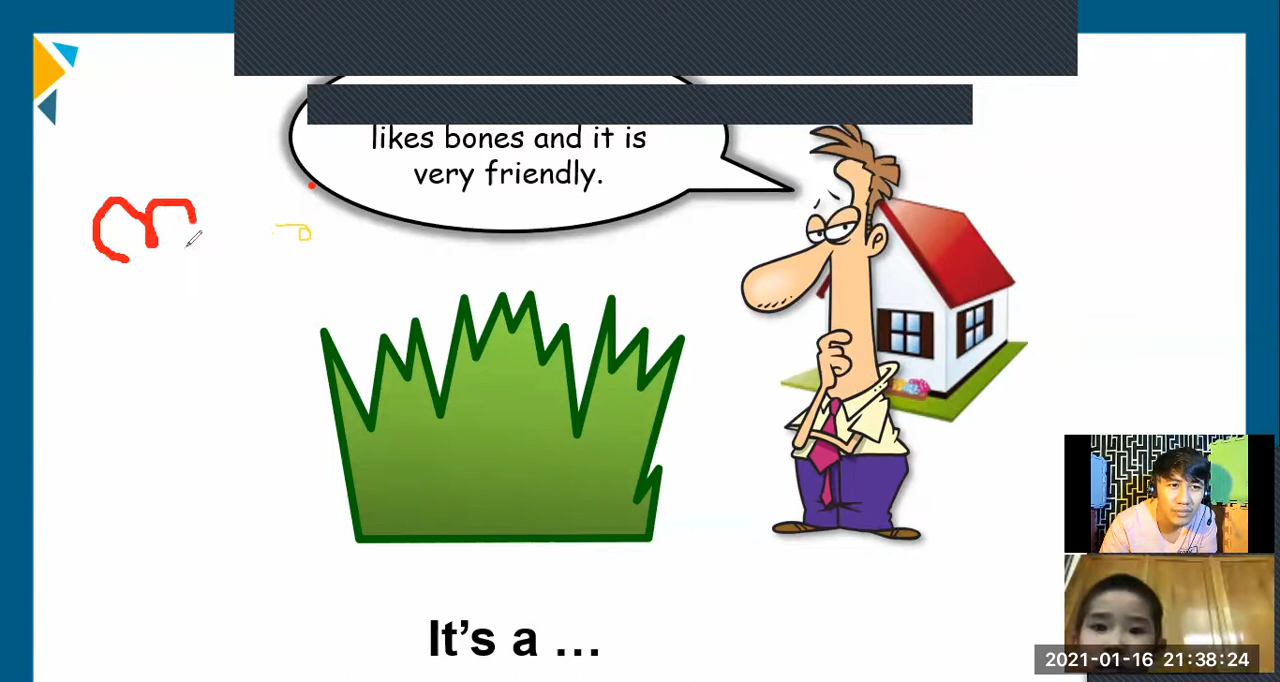 likes bones and it is
very friendly.
It's a ...
2021-01-16 21:38:24